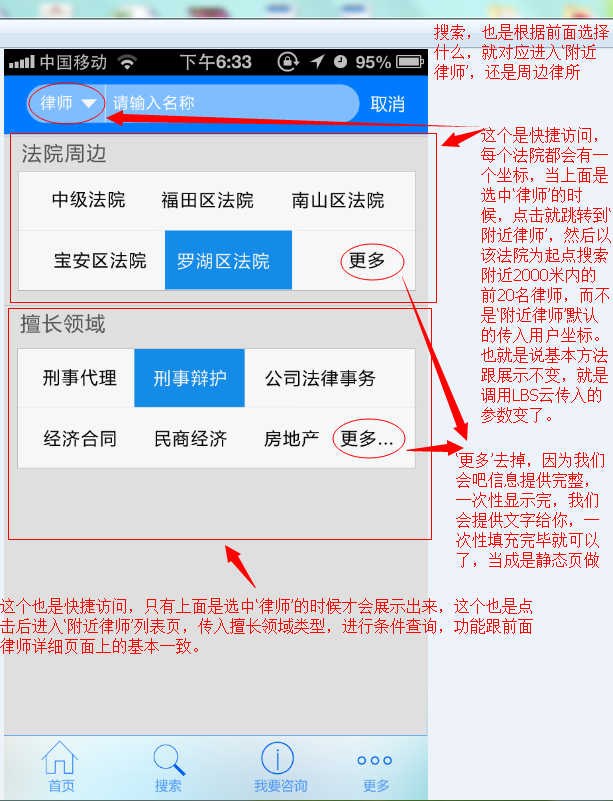 搜索，也是根据前面选择
什么，就对应进入‘附近
律师’，还是周边律所
中国移动 下午6:33 95%
律师 请输入名称 取消
这个是快捷访问，
每个法院都会有一
个坐标，当上面是
选中‘律师’的时
候，点击就跳转到‘
附近律师’，然后以
该法院为起点搜索
附近2000米内的
前20名律师，而不
是‘附近律师’默认
的传入用户坐标。
也就是说基本方法
跟展示不变，就是
调用LBS云传入的
参数变了。
法院周边
中级法院 福田区法院 南山区法院
宝安区法院 罗湖区法院 更多
擅长领域
刑事代理 刑事辩护 公司法律事务
经济合同 民商经济 房地产 更多...
‘更多’去掉，因为我们
会吧信息提供完整，
一次性显示完，我们
会提供文字给你，一
次性填充完毕就可以
了，当成是静态页做
这个也是快捷访问，只有上面是选中‘律师’的时候才会展示出来，这个也是点
击后进入‘附近律师’列表页，传入擅长领域类型，进行条件查询，功能跟前面
律师详细页面上的基本一致。
首页 搜索 我要咨询 更多